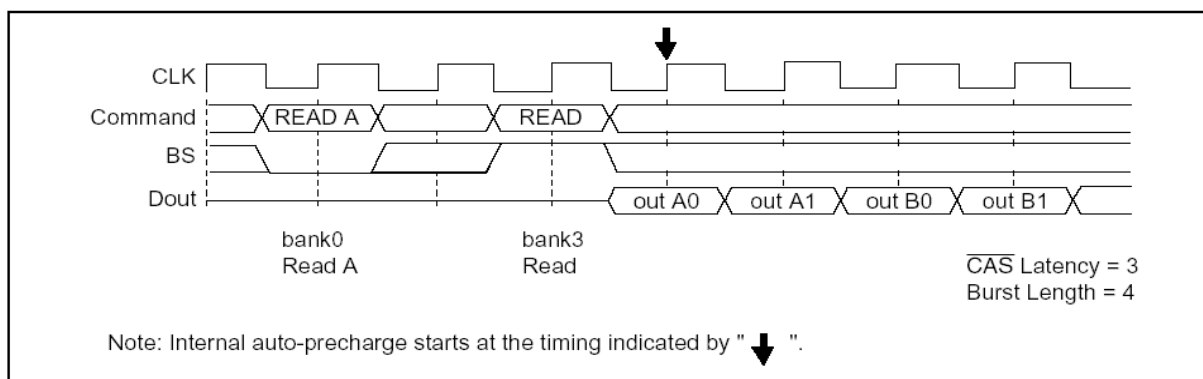 CLK
Command READ A READ
BS
Dout out A0 out A1 out B0 out B1
bank0 bank3
Read A Read
CAS Latency = 3
Burst Length = 4
Note: Internal auto-precharge starts at the timing indicated by " ".